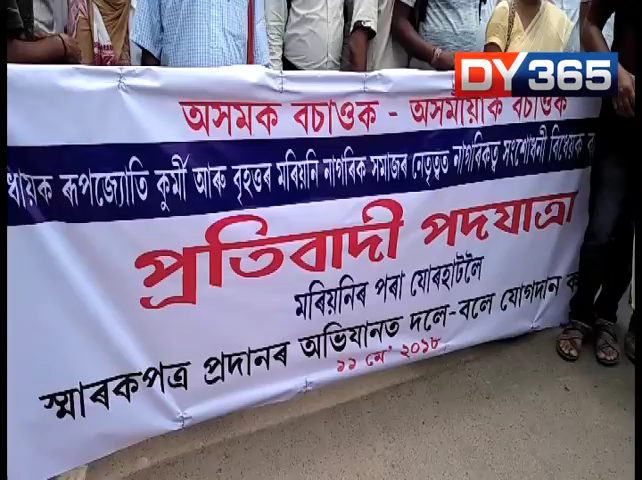 DY365
অসমক বচাওক - অসমীয়াক বচাওক
ধায়ক ৰূপজ্যোতি কুৰ্মী আৰু বৃহত্তৰ মৰিয়নি নাগৰিক সমাজৰ নেতৃত্বত নাগৰিকত্ব সংশোধনী বিধেয়ক
প্ৰতিবাদী পদযাত্ৰা
মৰিয়নিৰ পৰা যোৰহাটলৈ
স্মাৰকপত্ৰ প্ৰদানৰ অভিযানত দলে-বলে যোগদান ক
১১ মে' ২০১৮